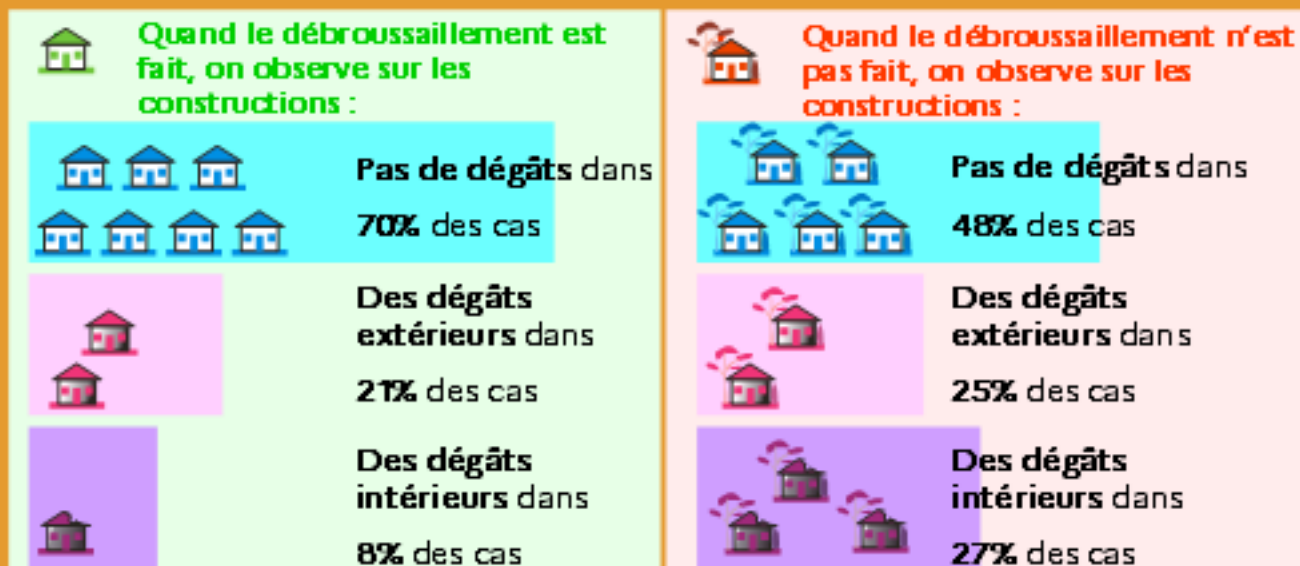 Quand le débroussaillement est
fait, on observe sur les
constructions :
Pas de dégâts dans
70% des cas
Des dégâts
extérieurs dans
21% des cas
Des dégâts
intérieurs dans
8% des cas
Quand le débroussaillement n'est
pas fait, on observe sur les
constructions :
Pas de dégâts dans
48% des cas
Des dégâts
extérieurs dans
25% des cas
Des dégâts
intérieurs dans
27% des cas